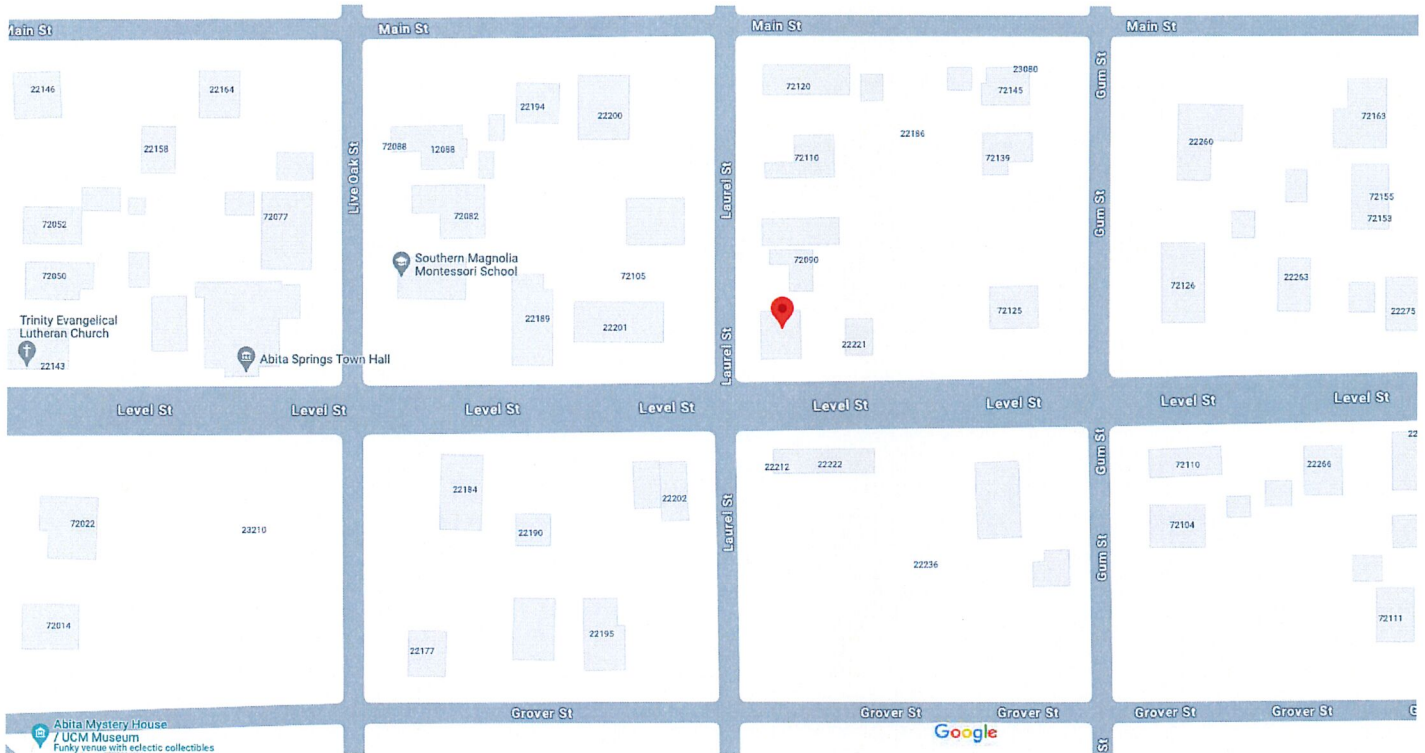 Main St
Main St
Main St
Main St
22146
22164
22158
72052
72077
72050
Trinity Evangelical
Lutheran Church
22143
Abita Springs Town Hall
Live Oak St
72088
12088
22194
22200
72082
Southern Magnolia
Montessori School
72105
22189
22201
Laurel St
Laurel St
72120
23080
72145
22186
72110
72139
72090
72125
22221
Gum St
Gum St
22260
72163
72155
72153
72126
22263
22275
Level St
Level St
Level St
Level St
Level St
Level St
Level St
Level St
72022
23210
72014
22184
22202
22190
22195
22177
Laurel St
22212
22222
22236
Gum St
Gum St
72110
22266
22
72104
72111
Grover St
Grover St
Grover St
Grover St
Grover St
G
Abita Mystery House
/ UCM Museum
Funky venue with eclectic collectibles
Google
St